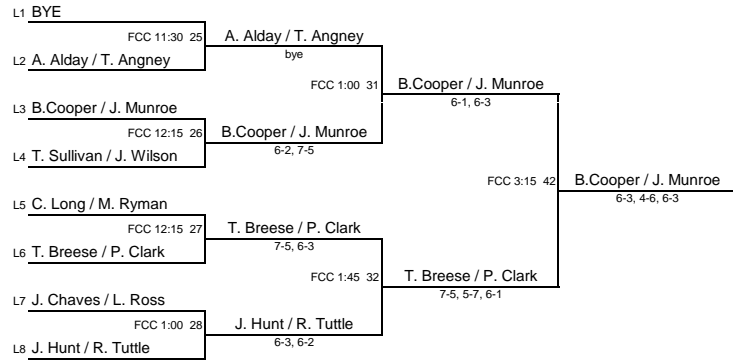 L1 BYE
FCC 11:30 25
A. Alday / T. Angney
bye
L2 A. Alday / T. Angney
FCC 1:00 31
B.Cooper / J. Munroe
6-1, 6-3
L3 B.Cooper / J. Munroe
FCC 12:15 26
B.Cooper / J. Munroe
6-2, 7-5
L4 T. Sullivan / J. Wilson
FCC 3:15 42
B.Cooper / J. Munroe
6-3, 4-6, 6-3
L5 C. Long / M. Ryman
FCC 12:15 27
T. Breese / P. Clark
7-5, 6-3
L6 T. Breese / P. Clark
FCC 1:45 32
T. Breese / P. Clark
7-5, 5-7, 6-1
L7 J. Chaves / L. Ross
FCC 1:00 28
J. Hunt / R. Tuttle
6-3, 6-2
L8 J. Hunt / R. Tuttle